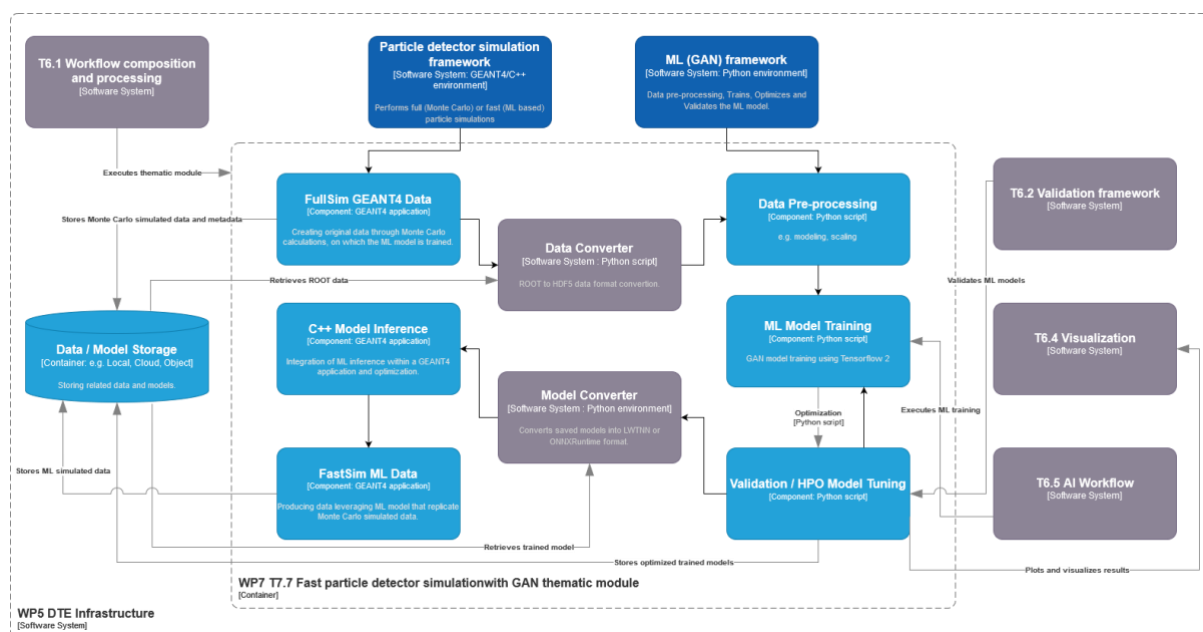 T6.1 Workflow composition
and processing
[Software System]
Particle detector simulation
framework
[Software System: GEANT4/C++
environment]
Performs full (Monte Carlo) or fast (ML based)
particle simulations
ML (GAN) framework
[Software System: Python environment]
Data pre-processing, Trains, Optimizes and
Validates the ML model.
Executes thematic module
FullSim GEANT4 Data
[Component: GEANT4 application]
Creating original data through Monte Carlo
calculations, on which the ML model is trained.
Data Pre-processing
[Component: Python script]
e.g. modeling, scaling
T6.2 Validation framework
[Software System]
Stores Monte Carlo simulated data and metadata
Data Converter
[Software System : Python script]
ROOT to HDF5 data format convertion.
Retrieves ROOT data
Validates ML models
C++ Model Inference
[Component: GEANT4 application]
Integration of ML inference within a GEANT4
application and optimization.
ML Model Training
[Component: Python script]
GAN model training using Tensorflow 2
T6.4 Visualization
[Software System]
Data / Model Storage
[Container: e.g. Local, Cloud, Object]
Storing related data and models.
Model Converter
[Software System : Python environment]
Converts saved models into LWTNN or
ONNXRuntime format.
Optimization
[Python script]
Executes ML training
Stores ML simulated data
FastSim ML Data
[Component: GEANT4 application]
Producing data leveraging ML model that replicate
Monte Carlo simulated data.
Validation / HPO Model Tuning
[Component: Python script]
T6.5 AI Workflow
[Software System]
Retrieves trained model
Stores optimized trained models
Plots and visualizes results
WP7 T7.7 Fast particle detector simulationwith GAN thematic module
[Container]
WP5 DTE Infrastructure
[Software System]